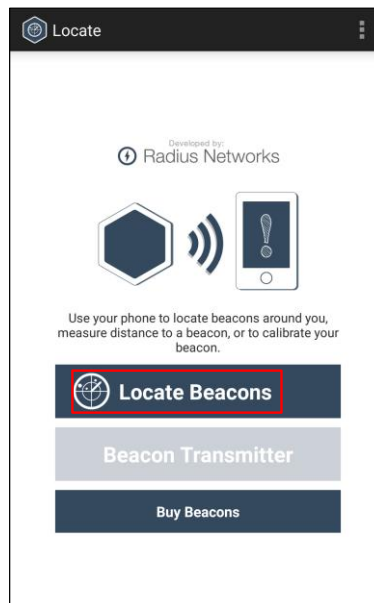 Locate
Developed by:
Radius Networks
Use your phone to locate beacons around you,
measure distance to a beacon, or to calibrate your
beacon.
Locate Beacons
Beacon Transmitter
Buy Beacons